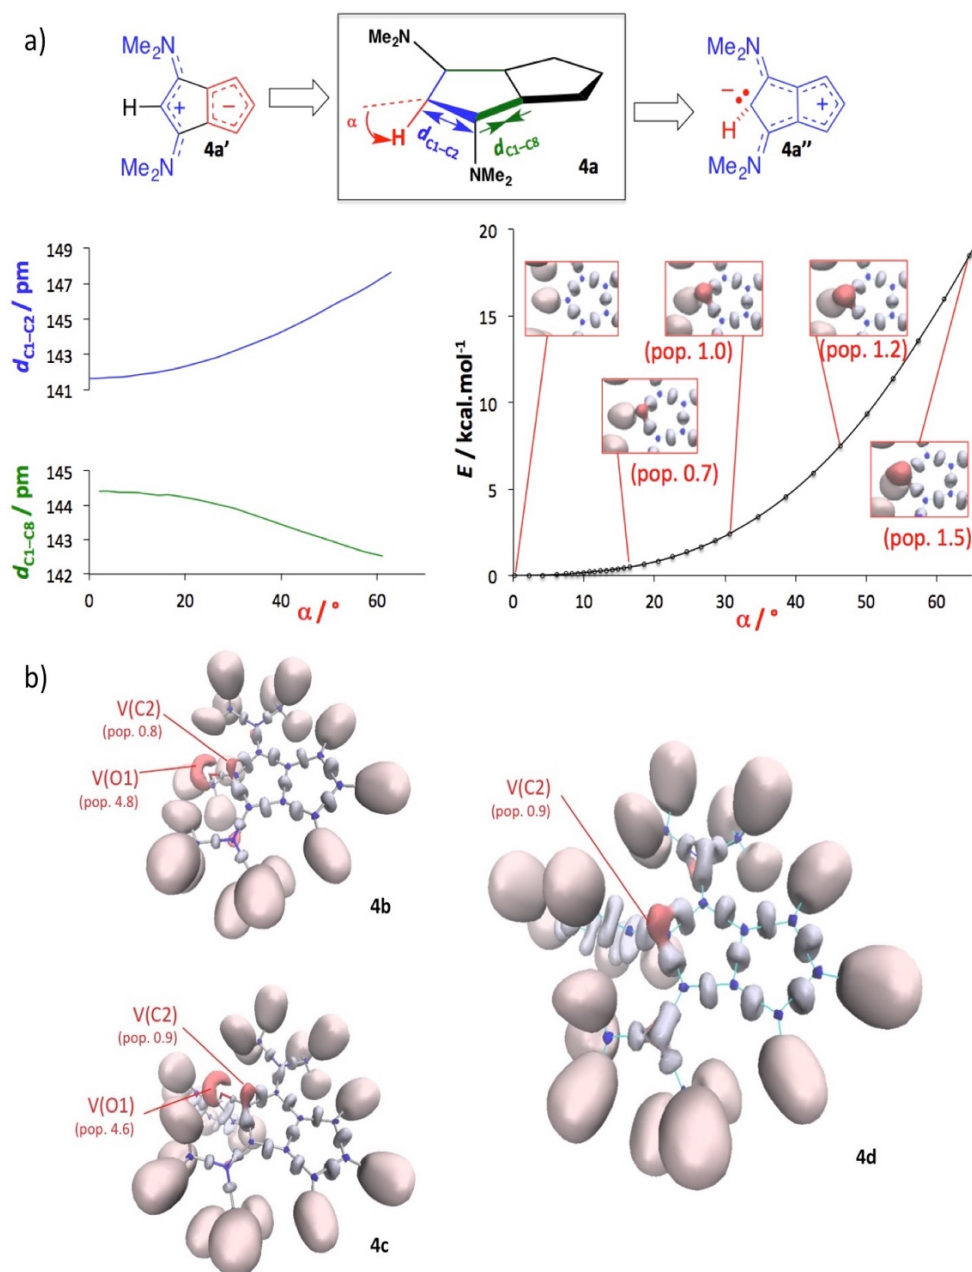 a)
Me2N
H
+
−
4a'
Me2N
Me2N
α
H
dC1–C2
dC1–C8
NMe2
4a
Me2N
−
H
+
4a''
Me2N
dC1–C2 / pm
149
147
145
143
141
dC1–C8 / pm
145
144
143
142
0
20
40
60
α / °
E / kcal.mol-1
20
15
10
5
0
(pop. 1.0)
(pop. 1.2)
(pop. 0.7)
(pop. 1.5)
0
10
20
30
40
50
60
α / °
b)
V(C2)
(pop. 0.8)
V(O1)
(pop. 4.8)
4b
V(C2)
(pop. 0.9)
V(C2)
(pop. 0.9)
V(O1)
(pop. 4.6)
4c
4d